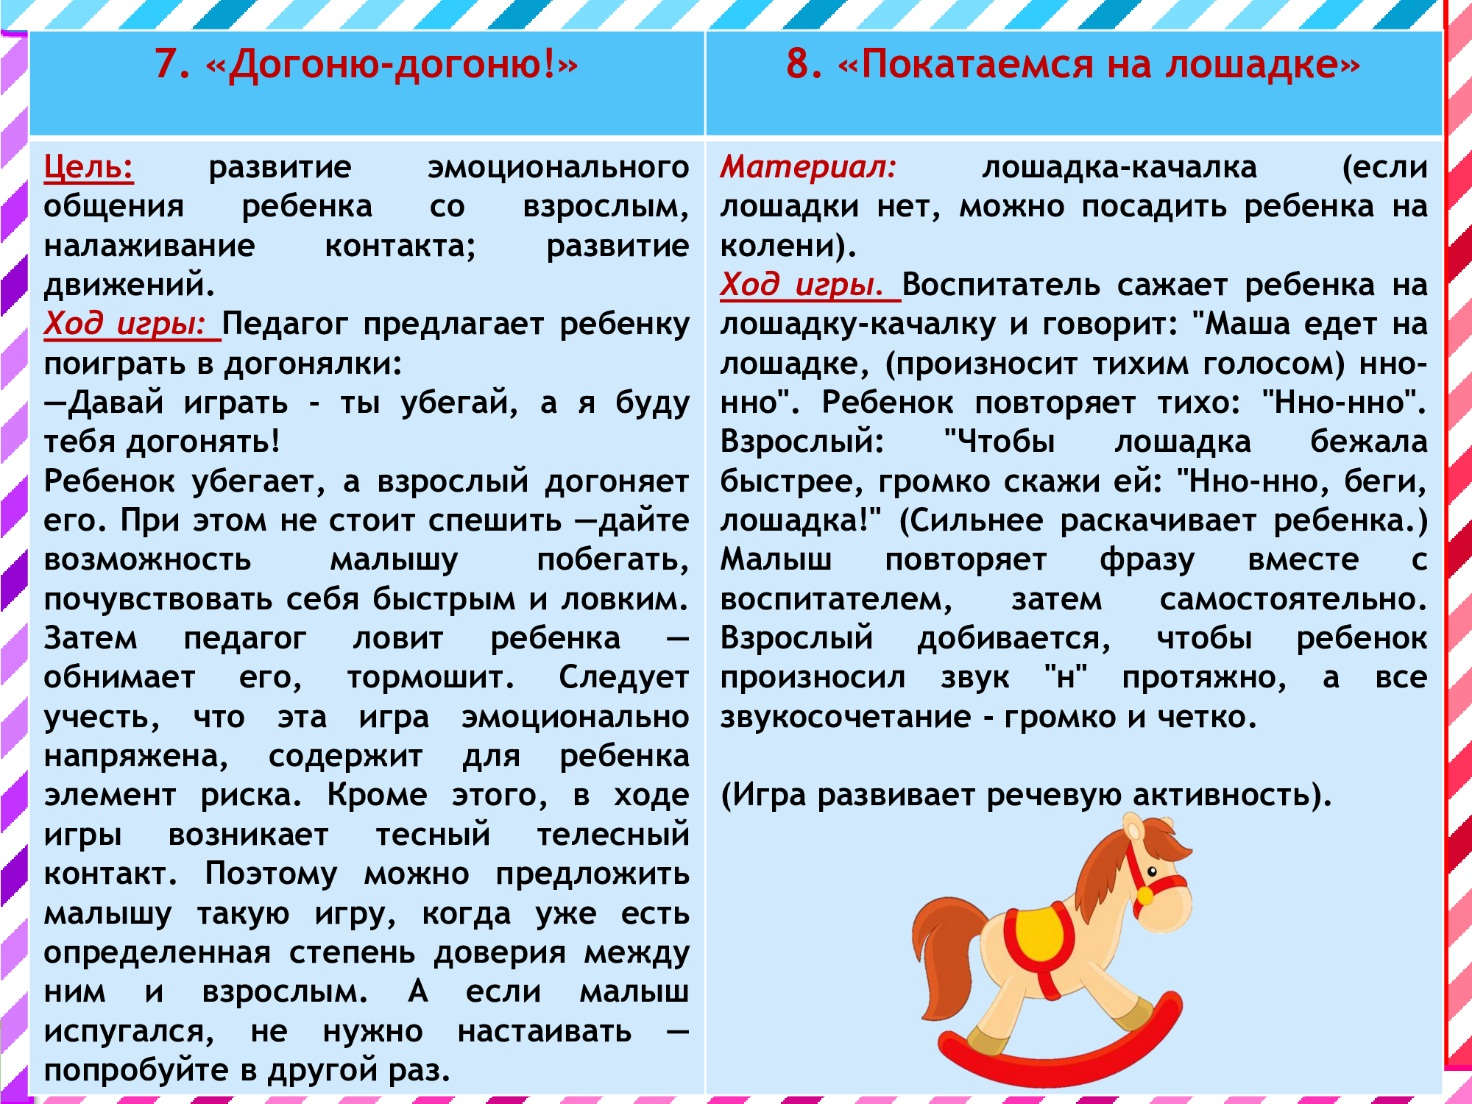 7. «Догоню-догоню!»
Цель: развитие эмоционального
общения ребенка со взрослым,
налаживание контакта; развитие
движений.
Ход игры: Педагог предлагает ребенку
поиграть в догонялки:
—Давай играть - ты убегай, а я буду
тебя догонять!
Ребенок убегает, а взрослый догоняет
его. При этом не стоит спешить —дайте
возможность малышу побегать,
почувствовать себя быстрым и ловким.
Затем педагог ловит ребенка —
обнимает его, тормошит. Следует
учесть, что эта игра эмоционально
напряжена, содержит для ребенка
элемент риска. Кроме этого, в ходе
игры возникает тесный телесный
контакт. Поэтому можно предложить
малышу такую игру, когда уже есть
определенная степень доверия между
ним и взрослым. А если малыш
испугался, не нужно настаивать —
попробуйте в другой раз.
8. «Покатаемся на лошадке»
Материал: лошадка-качалка (если
лошадки нет, можно посадить ребенка на
колени).
Ход игры. Воспитатель сажает ребенка на
лошадку-качалку и говорит: "Маша едет на
лошадке, (произносит тихим голосом) нно-
нно". Ребенок повторяет тихо: "Нно-нно".
Взрослый: "Чтобы лошадка бежала
быстрее, громко скажи ей: "Нно-нно, беги,
лошадка!" (Сильнее раскачивает ребенка.)
Малыш повторяет фразу вместе с
воспитателем, затем самостоятельно.
Взрослый добивается, чтобы ребенок
произносил звук "н" протяжно, а все
звукосочетание - громко и четко.
(Игра развивает речевую активность).